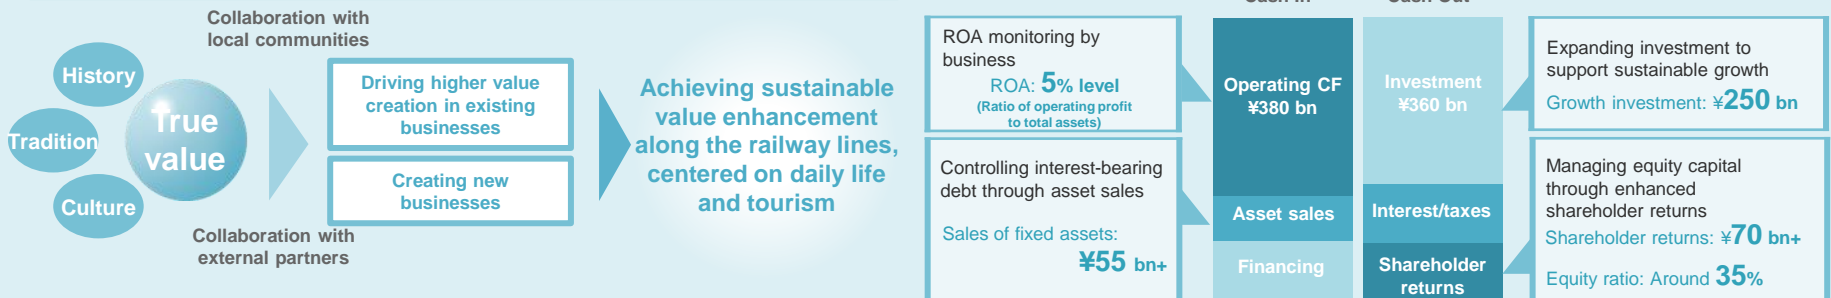 Collaboration with
local communities
History
Tradition
Culture
True
value
Driving higher value
creation in existing
businesses
Creating new
businesses
Collaboration with
external partners
Achieving sustainable
value enhancement
along the railway lines,
centered on daily life
and tourism
ROA monitoring by
business
ROA: 5% level
(Ratio of operating profit
to total assets)
Controlling interest-bearing
debt through asset sales
Sales of fixed assets:
¥55 bn+
Cash In
Operating CF
¥380 bn
Asset sales
Financing
Cash Out
Investment
¥360 bn
Interest/taxes
Shareholder
returns
Expanding investment to
support sustainable growth
Growth investment: ¥250 bn
Managing equity capital
through enhanced
shareholder returns
Shareholder returns: ¥70 bn+
Equity ratio: Around 35%